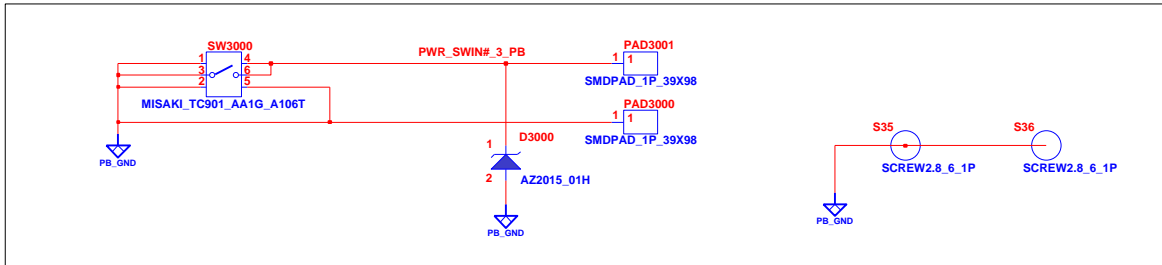 SW3000
1
3
2
4
6
5
MISAKI_TC901_AA1G_A106T
PWR_SWIN#_3_PB
PAD3001
1
1
SMDPAD_1P_39X98
PAD3000
1
1
SMDPAD_1P_39X98
PB_GND
D3000
1
2
AZ2015_01H
PB_GND
S35
SCREW2.8_6_1P
S36
SCREW2.8_6_1P
PB_GND